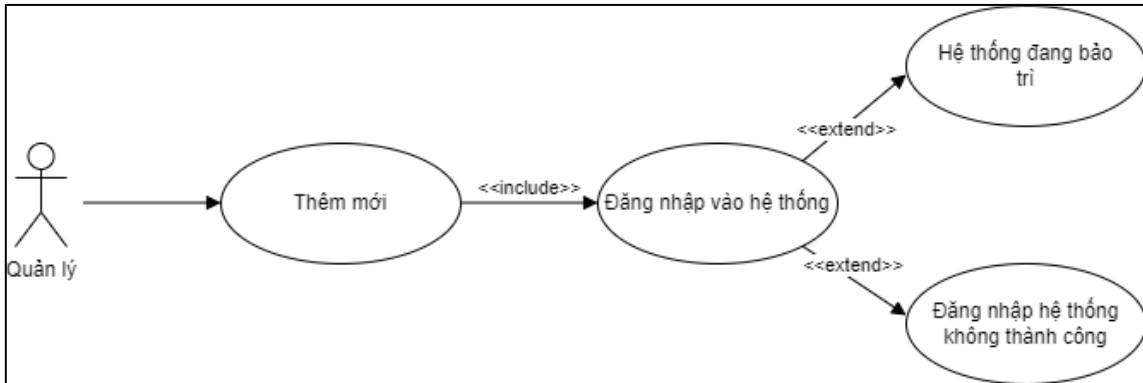 Hệ thống đang bảo
trì
<<extend>>
<<include>>
Thêm mới
Đăng nhập vào hệ thống
Quản lý
<<extend>>
Đăng nhập hệ thống
không thành công